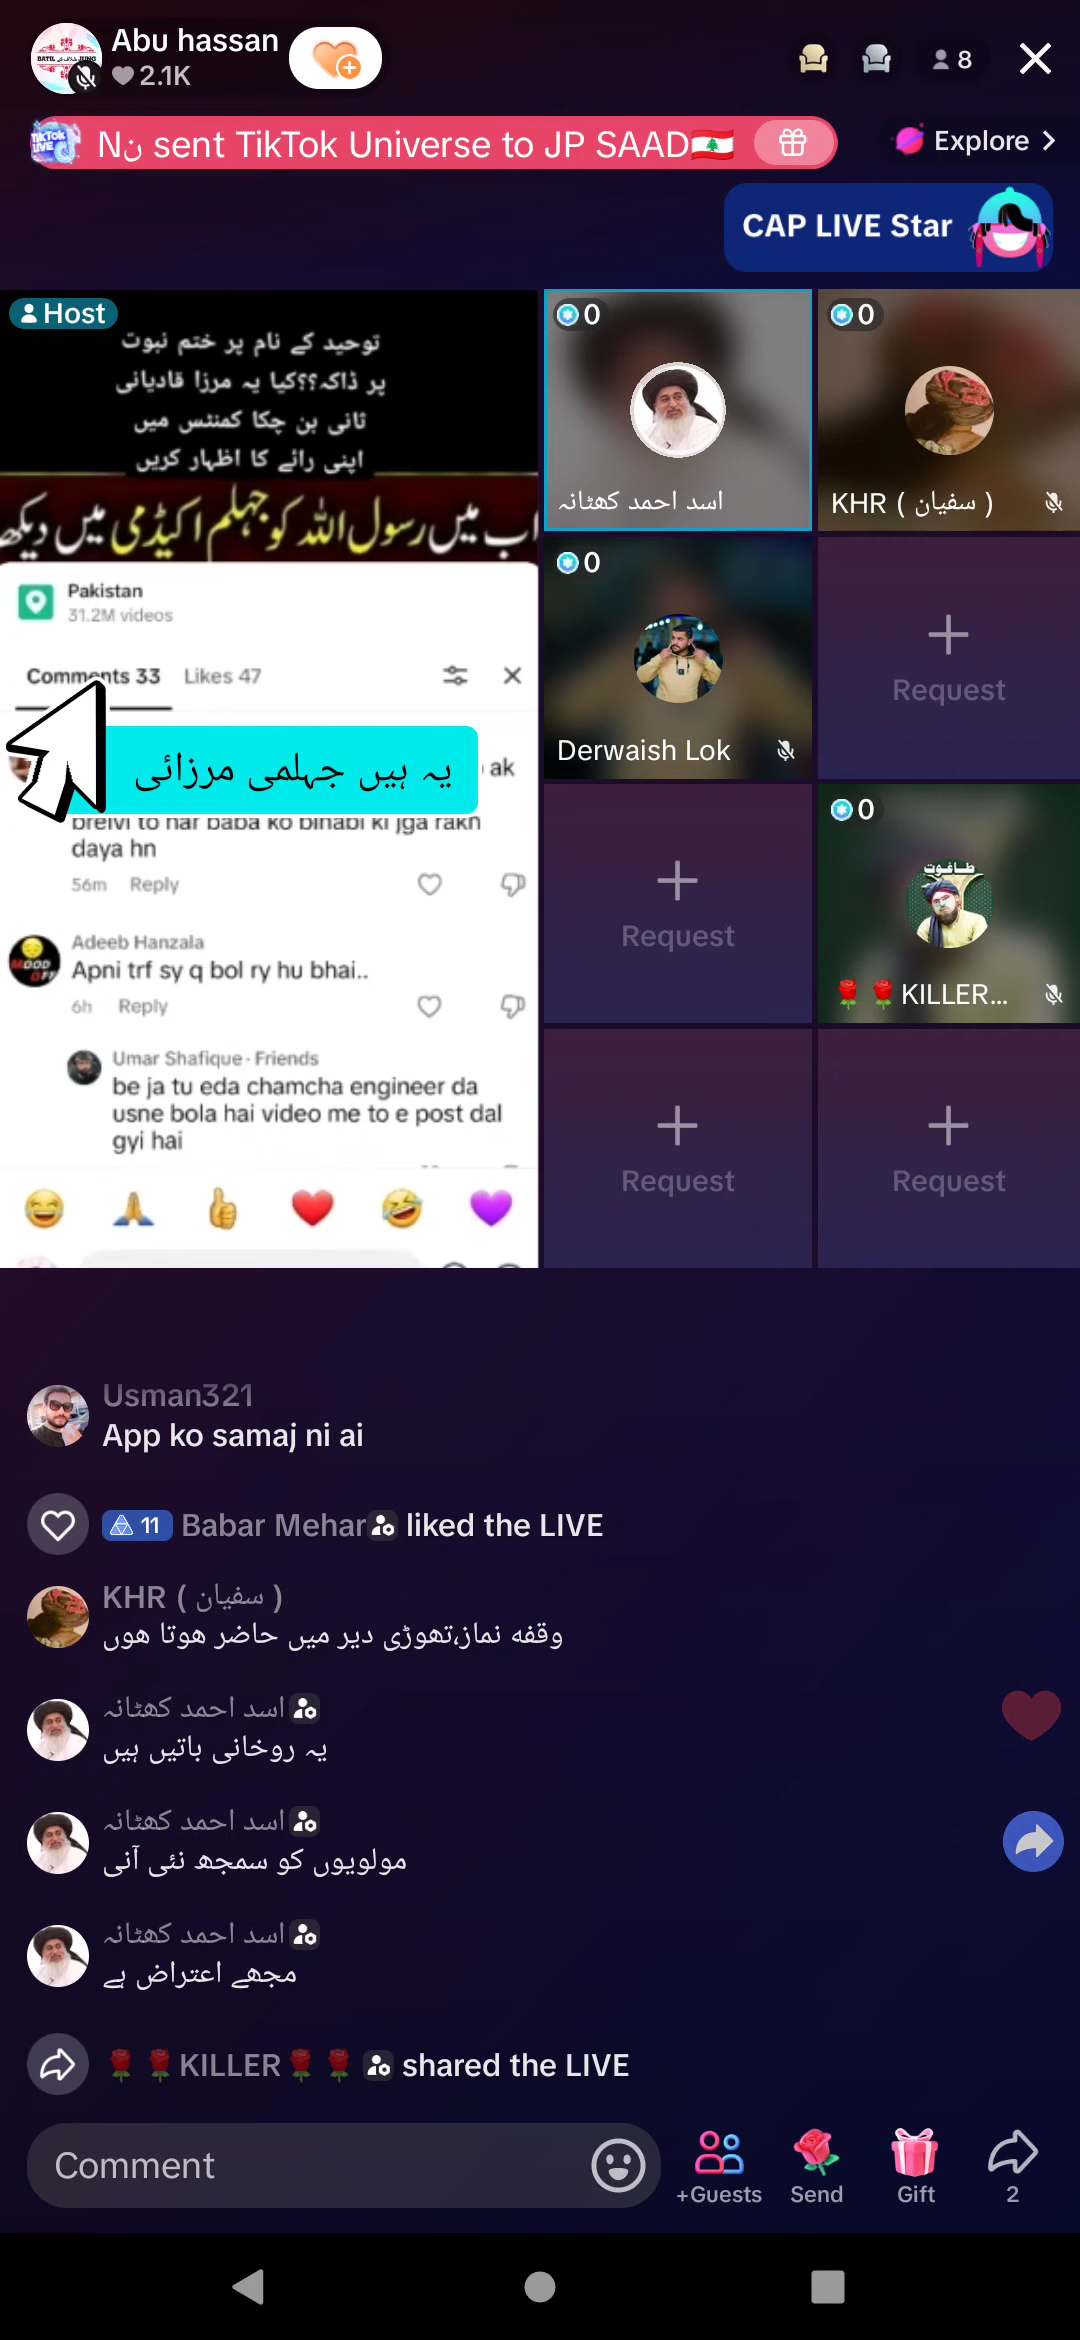 Abu hassan
2.1K
8
Nن sent TikTok Universe to JP SAAD
Explore
CAP LIVE Star
Host
توحید کے نام پر ختم نبوت
پر ڈاکہ؟؟کیا یہ مرزا قادیانی
ثانی بن چکا کمنٹس میں
اپنی رائے کا اظہار کریں
اب میں رسول اللہ کو جہلم اکیڈمی میں دیکھ
Pakistan
31.2M videos
Comments 33 Likes 47
ak
یہ ہیں جہلمی مرزائی
brelvi to har baba ko binabi ki jga rakh
daya hn
56m Reply
Adeeb Hanzala
Apni trf sy q bol ry hu bhai..
6h Reply
Umar Shafique · Friends
be ja tu eda chamcha engineer da
usne bola hai video me to e post dal
gyi hai
0
اسد احمد کھٹانہ
0
KHR ( سفیان )
0
Derwaish Lok
Request
Request
0
طاغوت
KILLER...
Request
Request
Usman321
App ko samaj ni ai
11 Babar Mehar liked the LIVE
KHR ( سفیان )
وقفہ نماز،تھوڑی دیر میں حاضر ھوتا ھوں
اسد احمد کھٹانہ
یہ روخانی باتیں ہیں
اسد احمد کھٹانہ
مولویوں کو سمجھ نئی آنی
اسد احمد کھٹانہ
مجھے اعتراض ہے
KILLER shared the LIVE
Comment
+Guests
Send
Gift
2